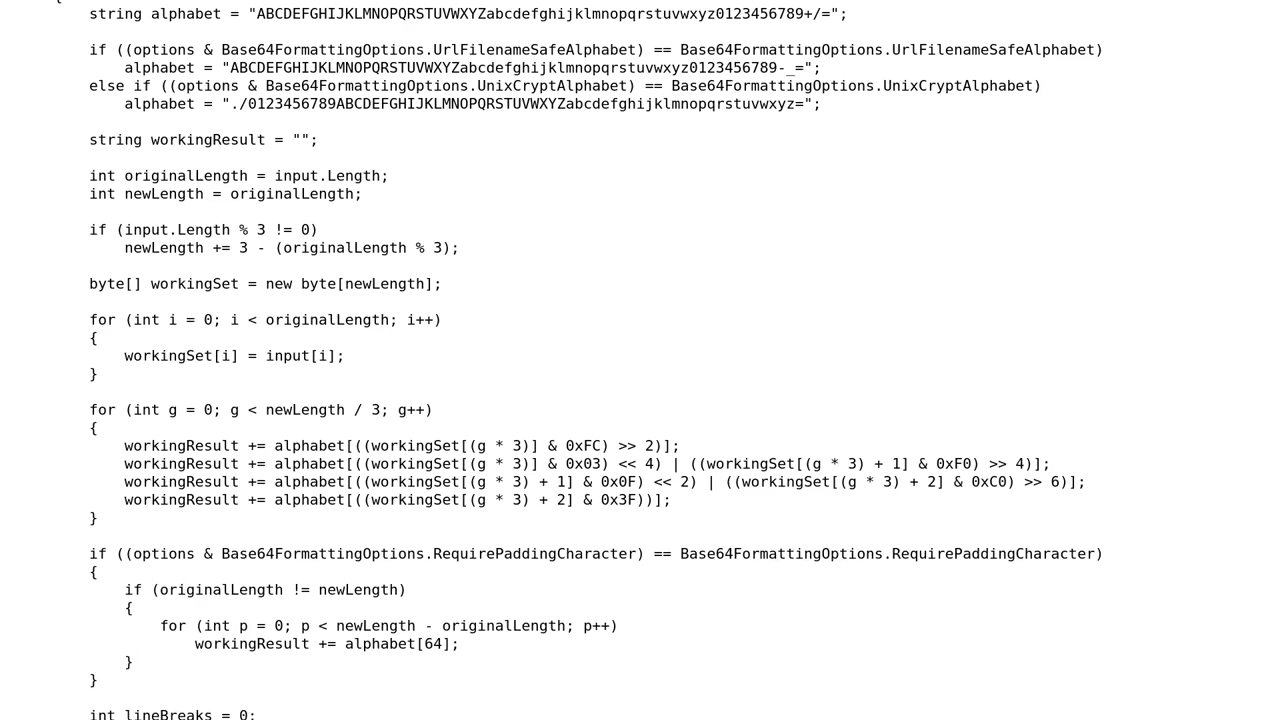 {
string alphabet = "ABCDEFGHIJKLMNOPQRSTUVWXYZabcdefghijklmnopqrstuvwxyz0123456789+/=";
if ((options & Base64FormattingOptions.UrlFilenameSafeAlphabet) == Base64FormattingOptions.UrlFilenameSafeAlphabet)
alphabet = "ABCDEFGHIJKLMNOPQRSTUVWXYZabcdefghijklmnopqrstuvwxyz0123456789-_=";
else if ((options & Base64FormattingOptions.UnixCryptAlphabet) == Base64FormattingOptions.UnixCryptAlphabet)
alphabet = "./0123456789ABCDEFGHIJKLMNOPQRSTUVWXYZabcdefghijklmnopqrstuvwxyz=";
string workingResult = "";
int originalLength = input.Length;
int newLength = originalLength;
if (input.Length % 3 != 0)
newLength += 3 - (originalLength % 3);
byte[] workingSet = new byte[newLength];
for (int i = 0; i < originalLength; i++)
{
workingSet[i] = input[i];
}
for (int g = 0; g < newLength / 3; g++)
{
workingResult += alphabet[((workingSet[(g * 3)] & 0xFC) >> 2)];
workingResult += alphabet[((workingSet[(g * 3)] & 0x03) << 4) | ((workingSet[(g * 3) + 1] & 0xF0) >> 4)];
workingResult += alphabet[((workingSet[(g * 3) + 1] & 0x0F) << 2) | ((workingSet[(g * 3) + 2] & 0xC0) >> 6)];
workingResult += alphabet[((workingSet[(g * 3) + 2] & 0x3F))];
}
if ((options & Base64FormattingOptions.RequirePaddingCharacter) == Base64FormattingOptions.RequirePaddingCharacter)
{
if (originalLength != newLength)
{
for (int p = 0; p < newLength - originalLength; p++)
workingResult += alphabet[64];
}
}
int lineBreaks = 0;